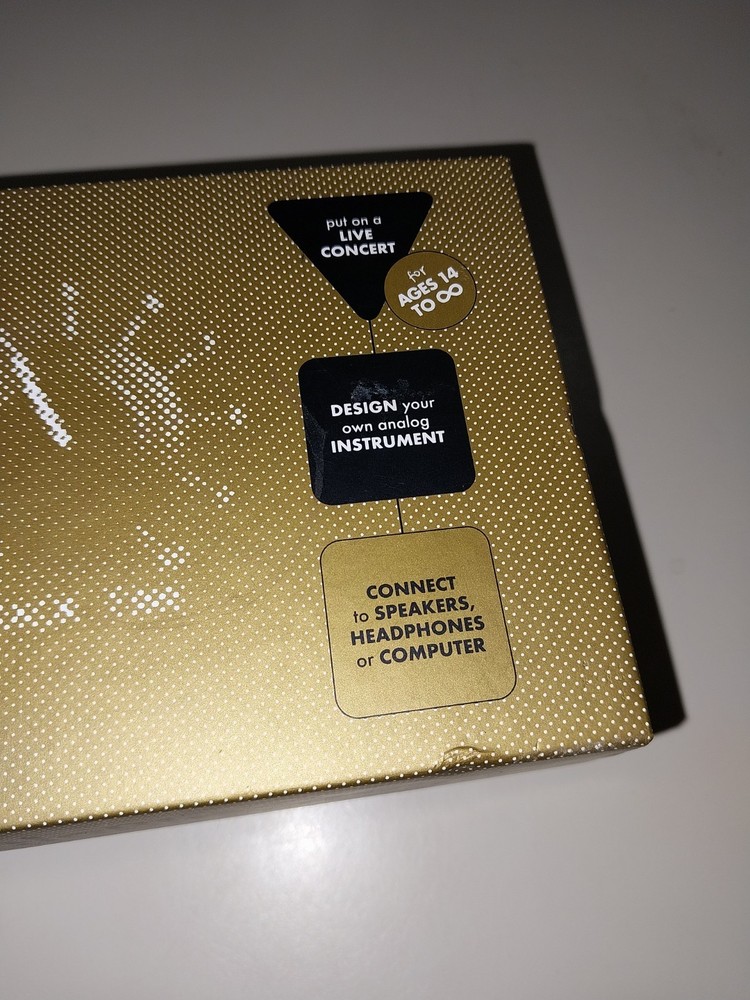 put on a
LIVE
CONCERT
for
AGES 14
TO ∞
DESIGN your
own analog
INSTRUMENT
CONNECT
to SPEAKERS,
HEADPHONES
or COMPUTER